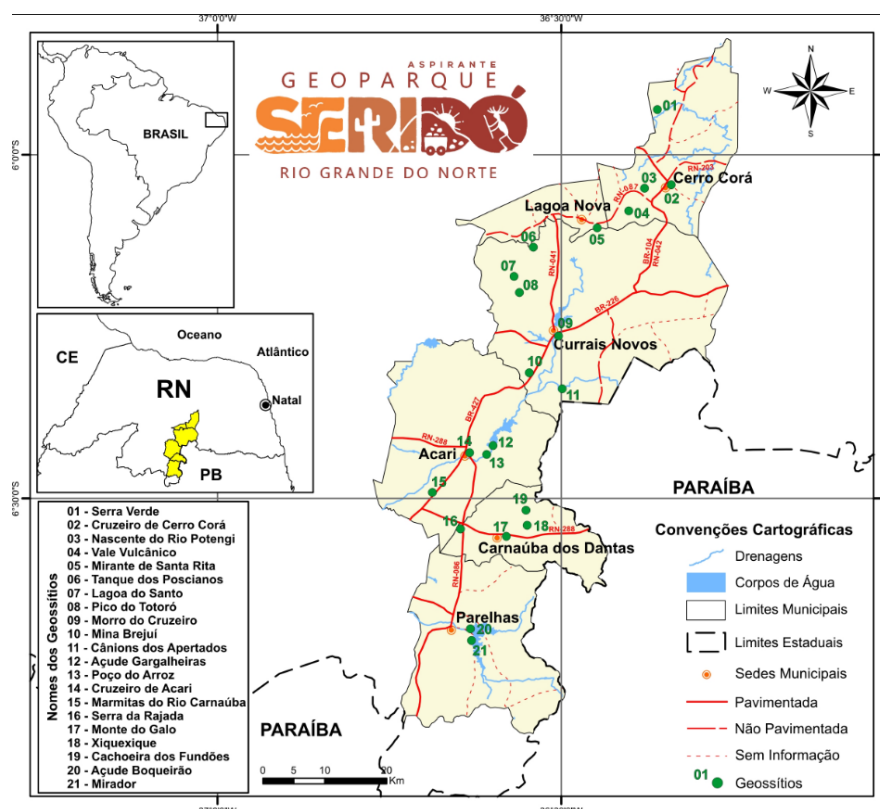 37°0'0"W
36°30'0"W
ASPIRANTE
GEOPARQUE
SERIDÓ
RIO GRANDE DO NORTE
BRASIL
N
W
E
S
6°0'0"S
01
RN-203
03
Cerro Corá
02
RN-087
Lagoa Nova
04
05
06
BR-104
RN-042
RN-041
07
08
BR-226
09
Currais Novos
Oceano
Atlântico
CE
RN
Natal
PB
10
11
BR-427
RN-288
14
12
Acari
13
15
PARAÍBA
6°30'0"S
19
16
17
18
RN-288
Carnaúba dos Dantas
RN-086
Parelhas
20
21
PARAÍBA
0
5
10
20
Km
Nomes dos Geossítios
01 - Serra Verde
02 - Cruzeiro de Cerro Corá
03 - Nascente do Rio Potengi
04 - Vale Vulcânico
05 - Mirante de Santa Rita
06 - Tanque dos Poscianos
07 - Lagoa do Santo
08 - Pico do Totoró
09 - Morro do Cruzeiro
10 - Mina Brejuí
11 - Cânions dos Apertados
12 - Açude Gargalheiras
13 - Poço do Arroz
14 - Cruzeiro de Acari
15 - Marmitas do Rio Carnaúba
16 - Serra da Rajada
17 - Monte do Galo
18 - Xiquexique
19 - Cachoeira dos Fundões
20 - Açude Boqueirão
21 - Mirador
Convenções Cartográficas
Drenagens
Corpos de Água
Limites Municipais
Limites Estaduais
Sedes Municipais
Pavimentada
Não Pavimentada
Sem Informação
01
Geossítios